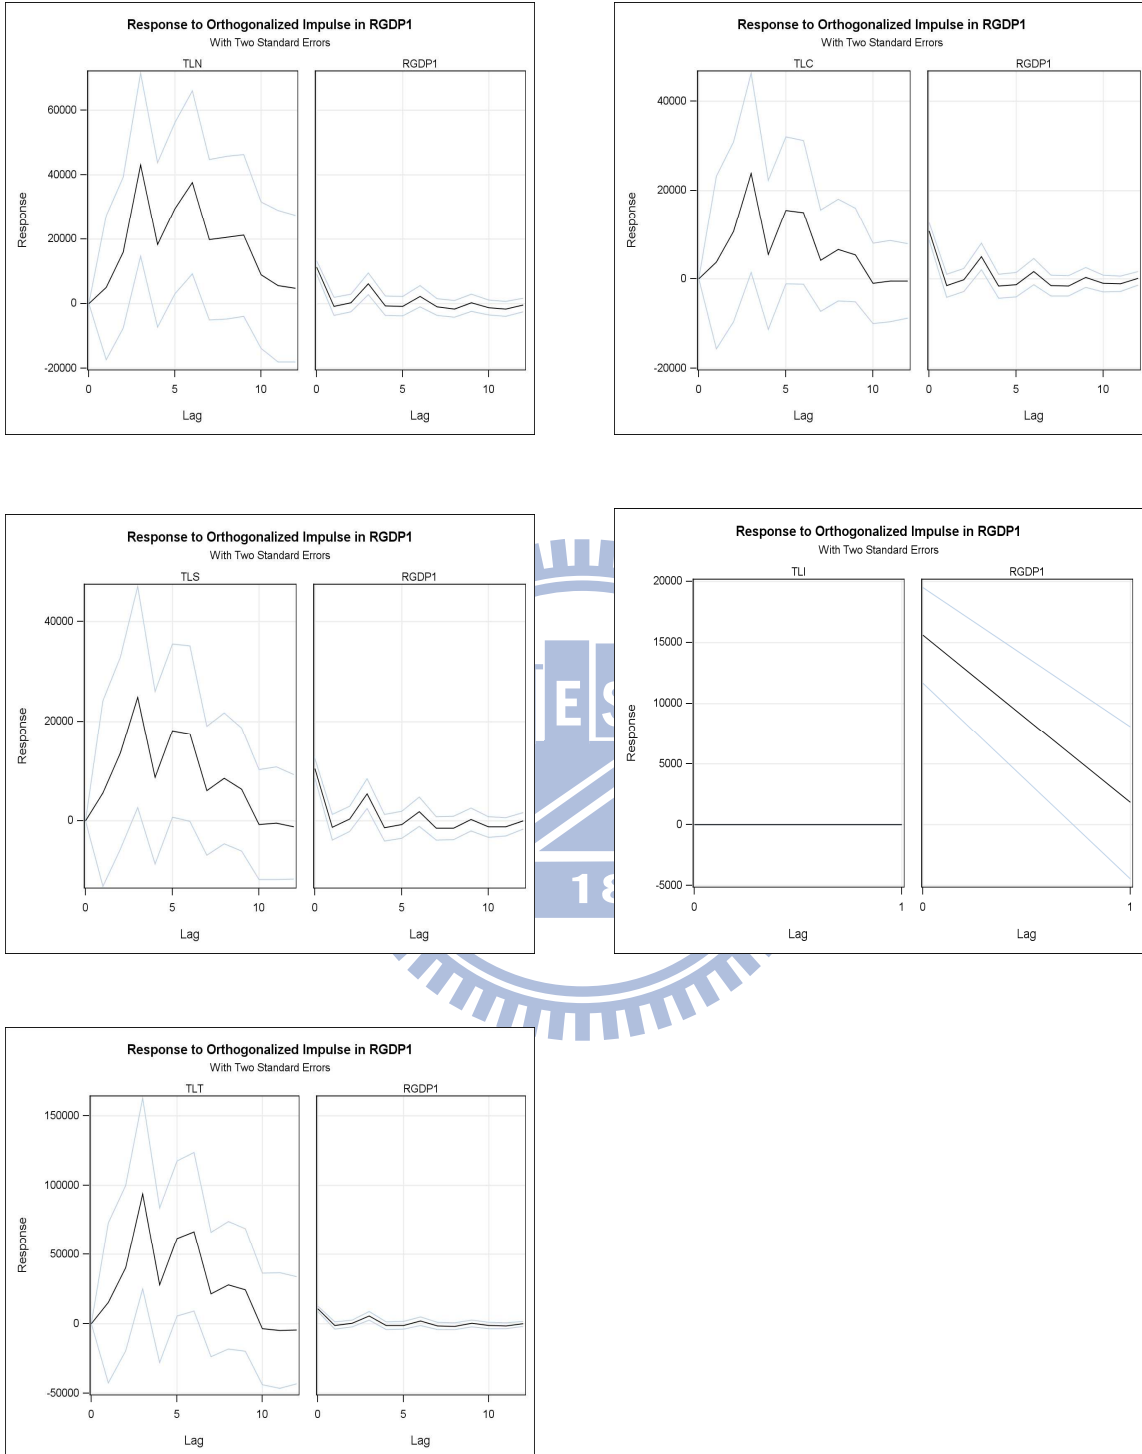 Response to Orthogonalized Impulse in RGDP1
With Two Standard Errors
TLN
RGDP1
Response
60000
40000
20000
0
-20000
0
5
10
0
5
10
Lag
Lag
Response to Orthogonalized Impulse in RGDP1
With Two Standard Errors
TLC
RGDP1
Response
40000
20000
0
-20000
0
5
10
0
5
10
Lag
Lag
Response to Orthogonalized Impulse in RGDP1
With Two Standard Errors
TLS
RGDP1
Response
40000
20000
0
0
5
10
0
5
10
Lag
Lag
Response to Orthogonalized Impulse in RGDP1
With Two Standard Errors
TLI
RGDP1
Response
20000
15000
10000
5000
0
-5000
0
1
0
1
Lag
Lag
ES
18
Response to Orthogonalized Impulse in RGDP1
With Two Standard Errors
TLT
RGDP1
Response
150000
100000
50000
0
-50000
0
5
10
0
5
10
Lag
Lag